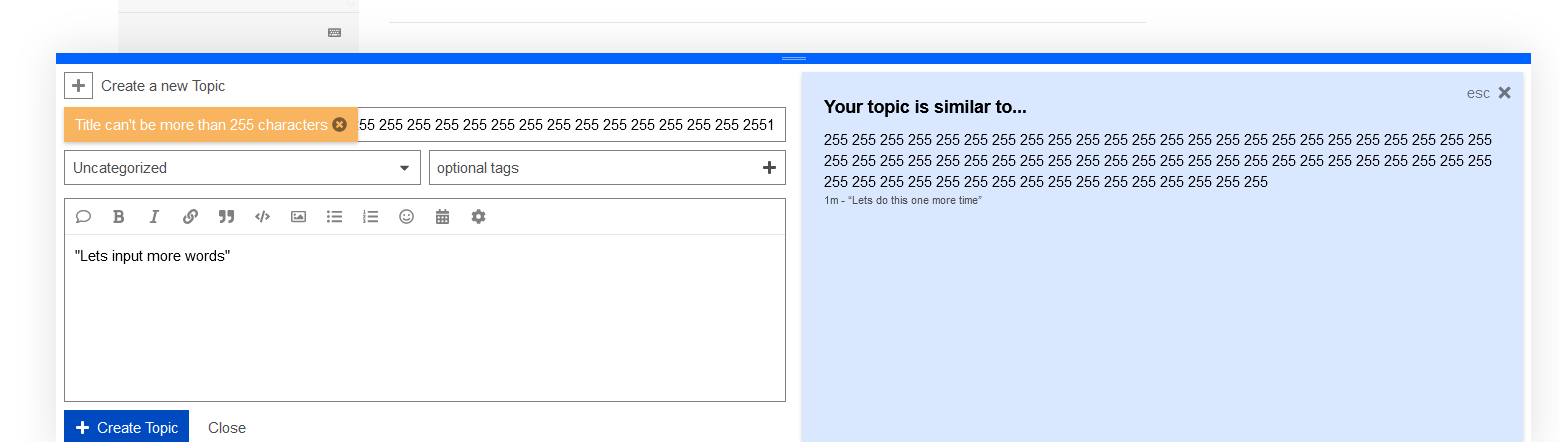 Create a new Topic
Title can't be more than 255 characters
55 255 255 255 255 255 255 255 255 255 255 255 255 255 2551
Uncategorized
optional tags
"Lets input more words"
Create Topic
Close
esc
Your topic is similar to...
255 255 255 255 255 255 255 255 255 255 255 255 255 255 255 255 255 255 255 255 255 255 255 255
255 255 255 255 255 255 255 255 255 255 255 255 255 255 255 255 255 255 255 255 255 255 255 255
255 255 255 255 255 255 255 255 255 255 255 255 255 255 255 255
1m - “Lets do this one more time”